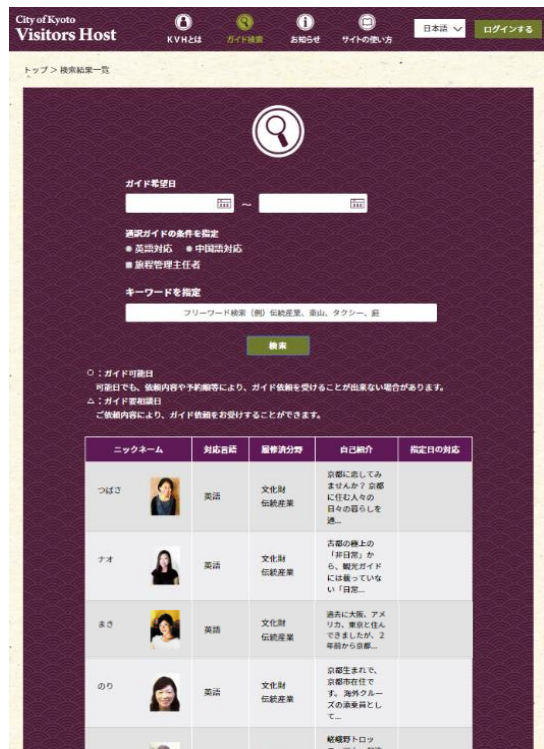 City of Kyoto
Visitors Host
KVHとは
ガイド検索
お知らせ
サイトの使い方
日本語
ログインする
トップ > 検索結果一覧
ガイド希望日
～
通訳ガイドの条件を指定
英語対応 中国語対応
旅程管理主任者
キーワードを指定
フリーワード検索（例）伝統産業、東山、タクシー、庭
検索
○：ガイド可能日
可能日でも、依頼内容や予約順等により、ガイド依頼を受けることが出来ない場合があります。
△：ガイド要相談日
ご依頼内容により、ガイド依頼をお受けすることができます。
ニックネーム 対応言語 履修済分野 自己紹介 指定日の対応
つばさ
英語
文化財
伝統産業
京都に恋してみ
ませんか？京都
に住む人々の
日々の暮らしを
通...
ナオ
英語
文化財
伝統産業
古都の極上の
「非日常」か
ら、観光ガイド
には載っていな
い「日常...
まき
英語
文化財
伝統産業
過去に大阪、アメ
リカ、東京と住ん
できましたが、2
年前から京都...
のり
英語
文化財
伝統産業
京都生まれで、
京都市在住で
す。海外クルー
ズの添乗員とし
て...
嵯峨野トロッ